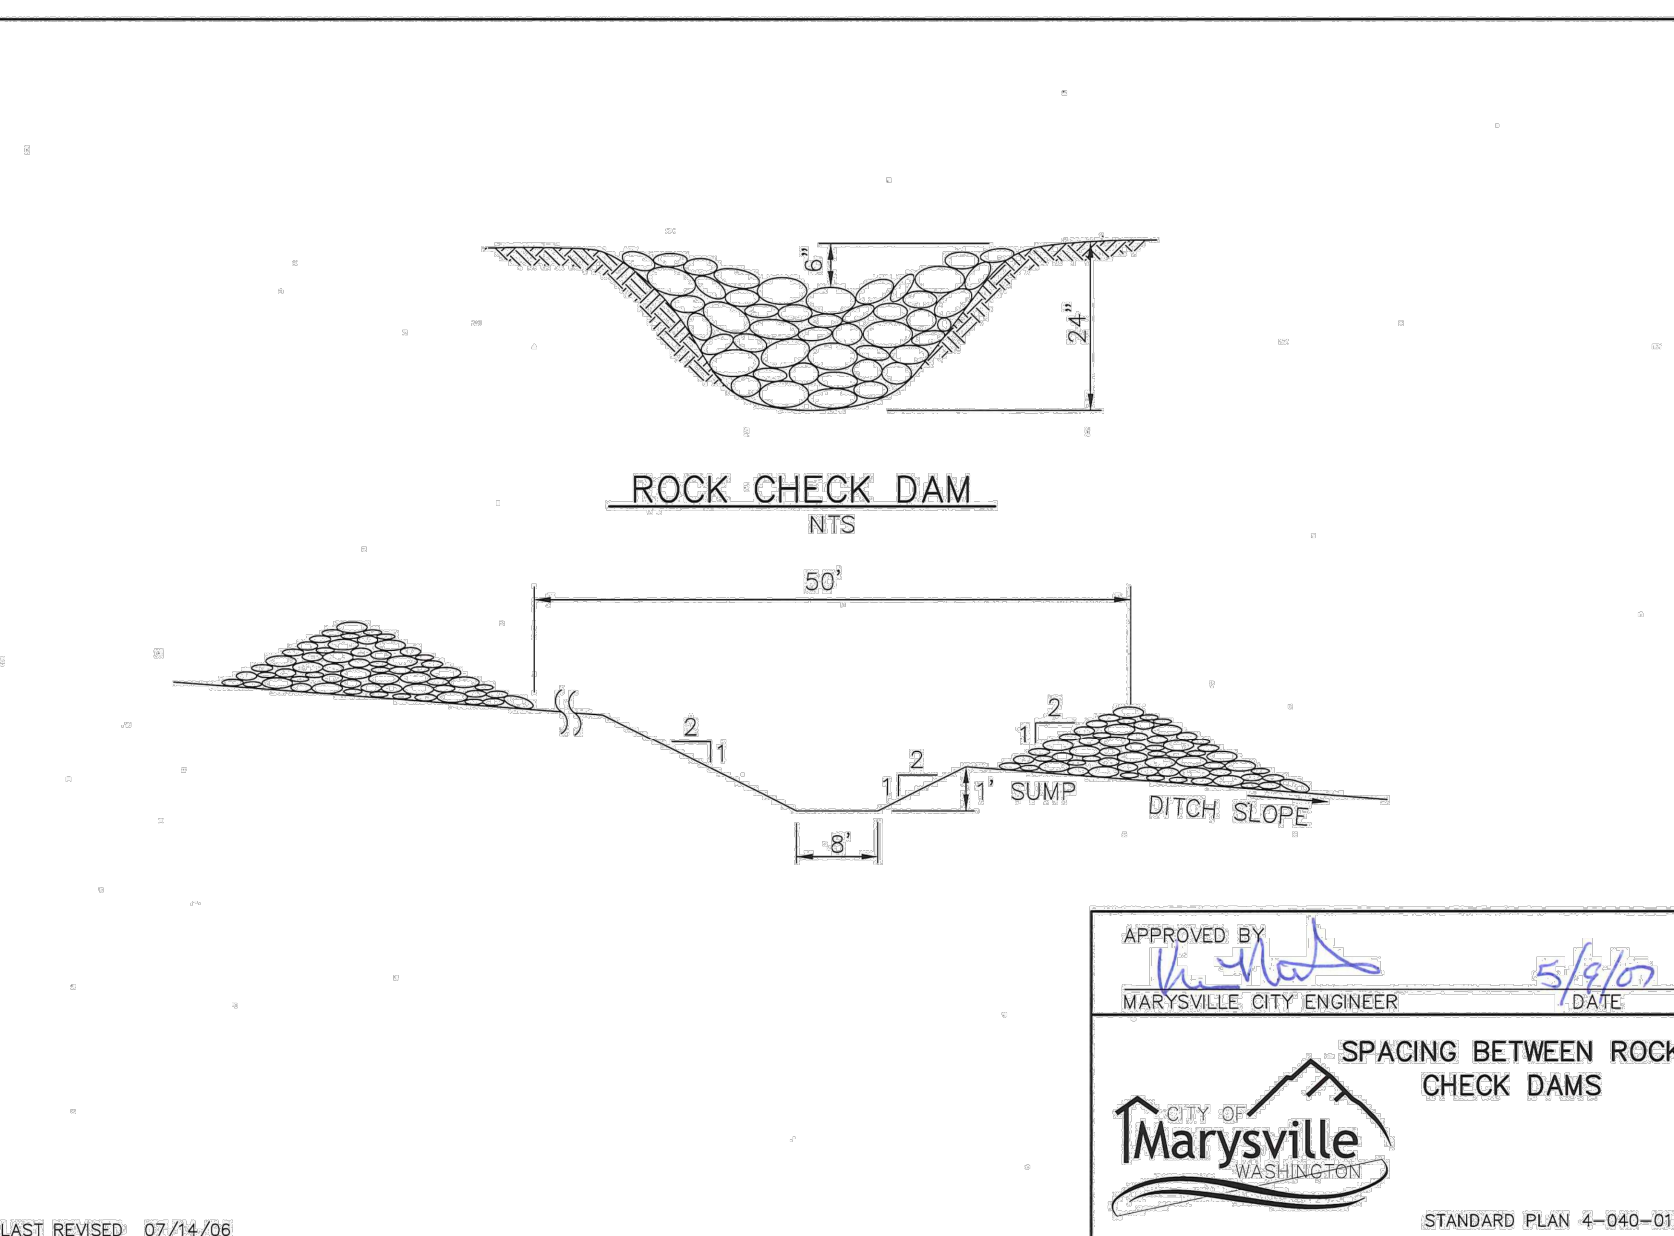 6"
24"
ROCK CHECK DAM
NTS
50'
2
1
2
1
2
1
1' SUMP
DITCH SLOPE
8'
APPROVED BY
5/9/07
MARYSVILLE CITY ENGINEER DATE
SPACING BETWEEN ROCK
CHECK DAMS
CITY OF
Marysville
WASHINGTON
LAST REVISED 07/14/06
STANDARD PLAN 4-040-01